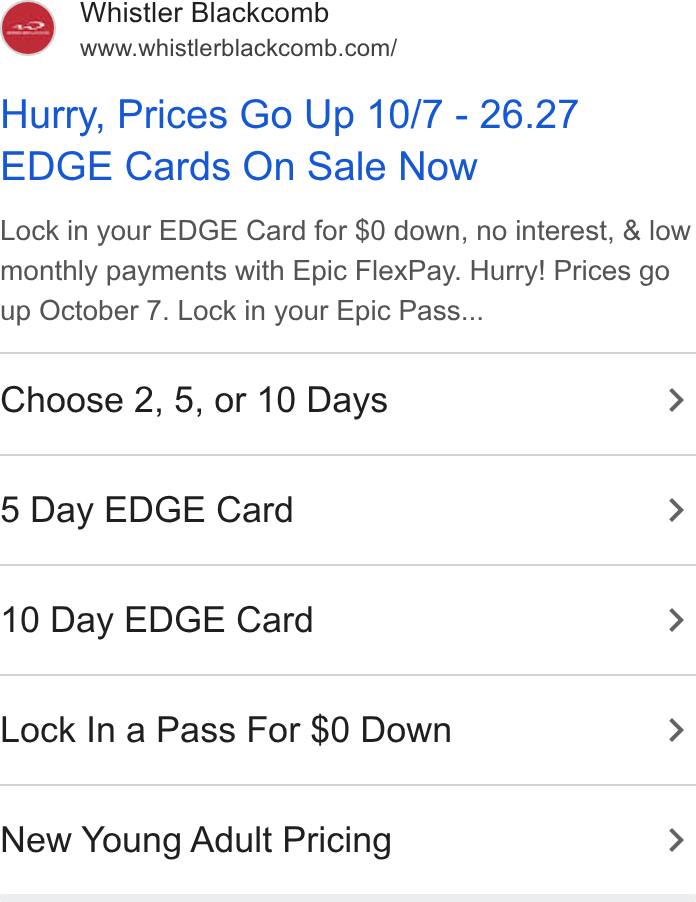 Whistler Blackcomb
www.whistlerblackcomb.com/
Hurry, Prices Go Up 10/7 - 26.27
EDGE Cards On Sale Now
Lock in your EDGE Card for $0 down, no interest, & low
monthly payments with Epic FlexPay. Hurry! Prices go
up October 7. Lock in your Epic Pass...
Choose 2, 5, or 10 Days
5 Day EDGE Card
10 Day EDGE Card
Lock In a Pass For $0 Down
New Young Adult Pricing